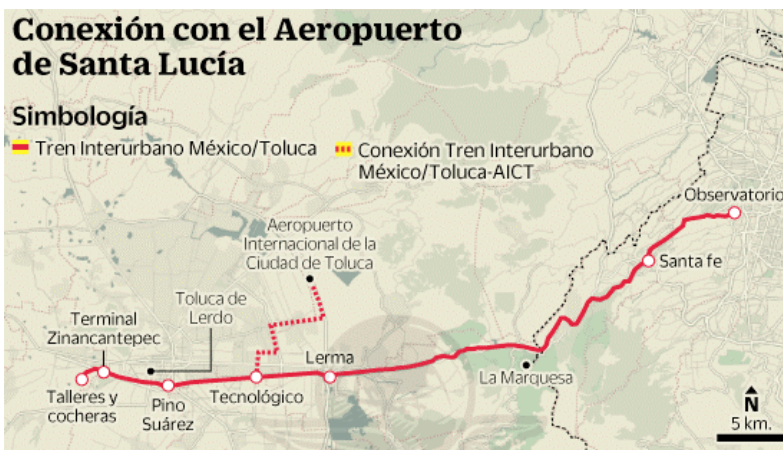 Conexión con el Aeropuerto
de Santa Lucía
Simbología
Tren Interurbano México/Toluca
Conexión Tren Interurbano
México/Toluca-AICT
Observatorio
Aeropuerto
Internacional de la
Ciudad de Toluca
Santa fe
Toluca de
Lerdo
Terminal
Zinancantepec
Lerma
La Marquesa
Talleres y
cocheras
Pino
Suárez
Tecnológico
N
5 km.